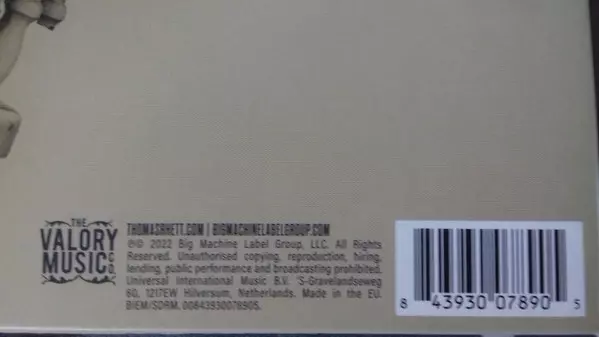 THE
VALORY
MUSIC CO.
THOMASRHETT.COM | BIGMACHINELABELGROUP.COM
℗© 2022 Big Machine Label Group, LLC. All Rights
Reserved. Unauthorised copying, reproduction, hiring,
lending, public performance and broadcasting prohibited.
Universal International Music B.V. 'S-Gravelandseweg
80, 1217EW Hilversum, Netherlands. Made in the EU.
BIEM/SDRM. 00843930078905.
8 43930 07890 5